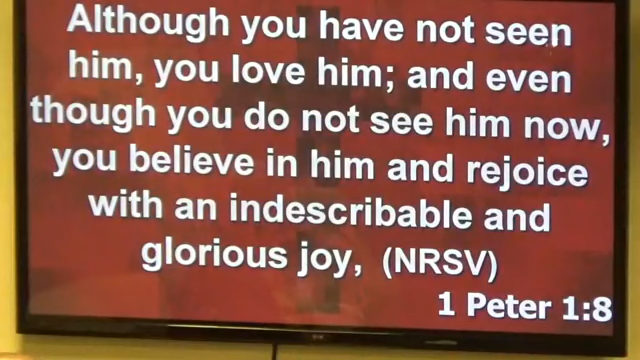 Although you have not seen
him, you love him; and even
though you do not see him now,
you believe in him and rejoice
with an indescribable and
glorious joy, (NRSV)
1 Peter 1:8